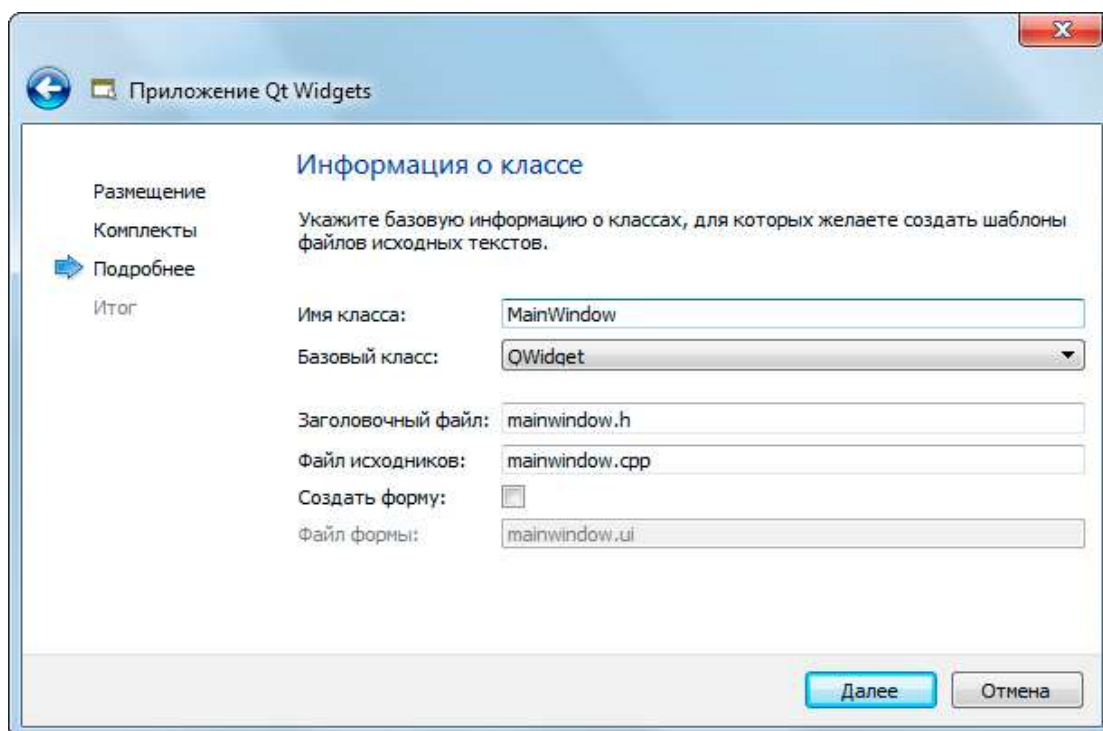 Приложение Qt Widgets
Размещение
Комплекты
Подробнее
Итог
Информация о классе
Укажите базовую информацию о классах, для которых желаете создать шаблоны
файлов исходных текстов.
Имя класса: MainWindow
Базовый класс: QWidget
Заголовочный файл: mainwindow.h
Файл исходников: mainwindow.cpp
Создать форму:
Файл формы: mainwindow.ui
Далее Отмена